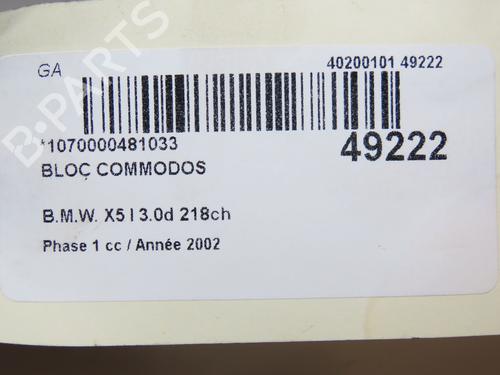 GA
40200101 49222
*1070000481033
49222
BLOC COMMODOS
B.M.W. X5 I 3.0d 218ch
Phase 1 cc / Année 2002
B-PARTS